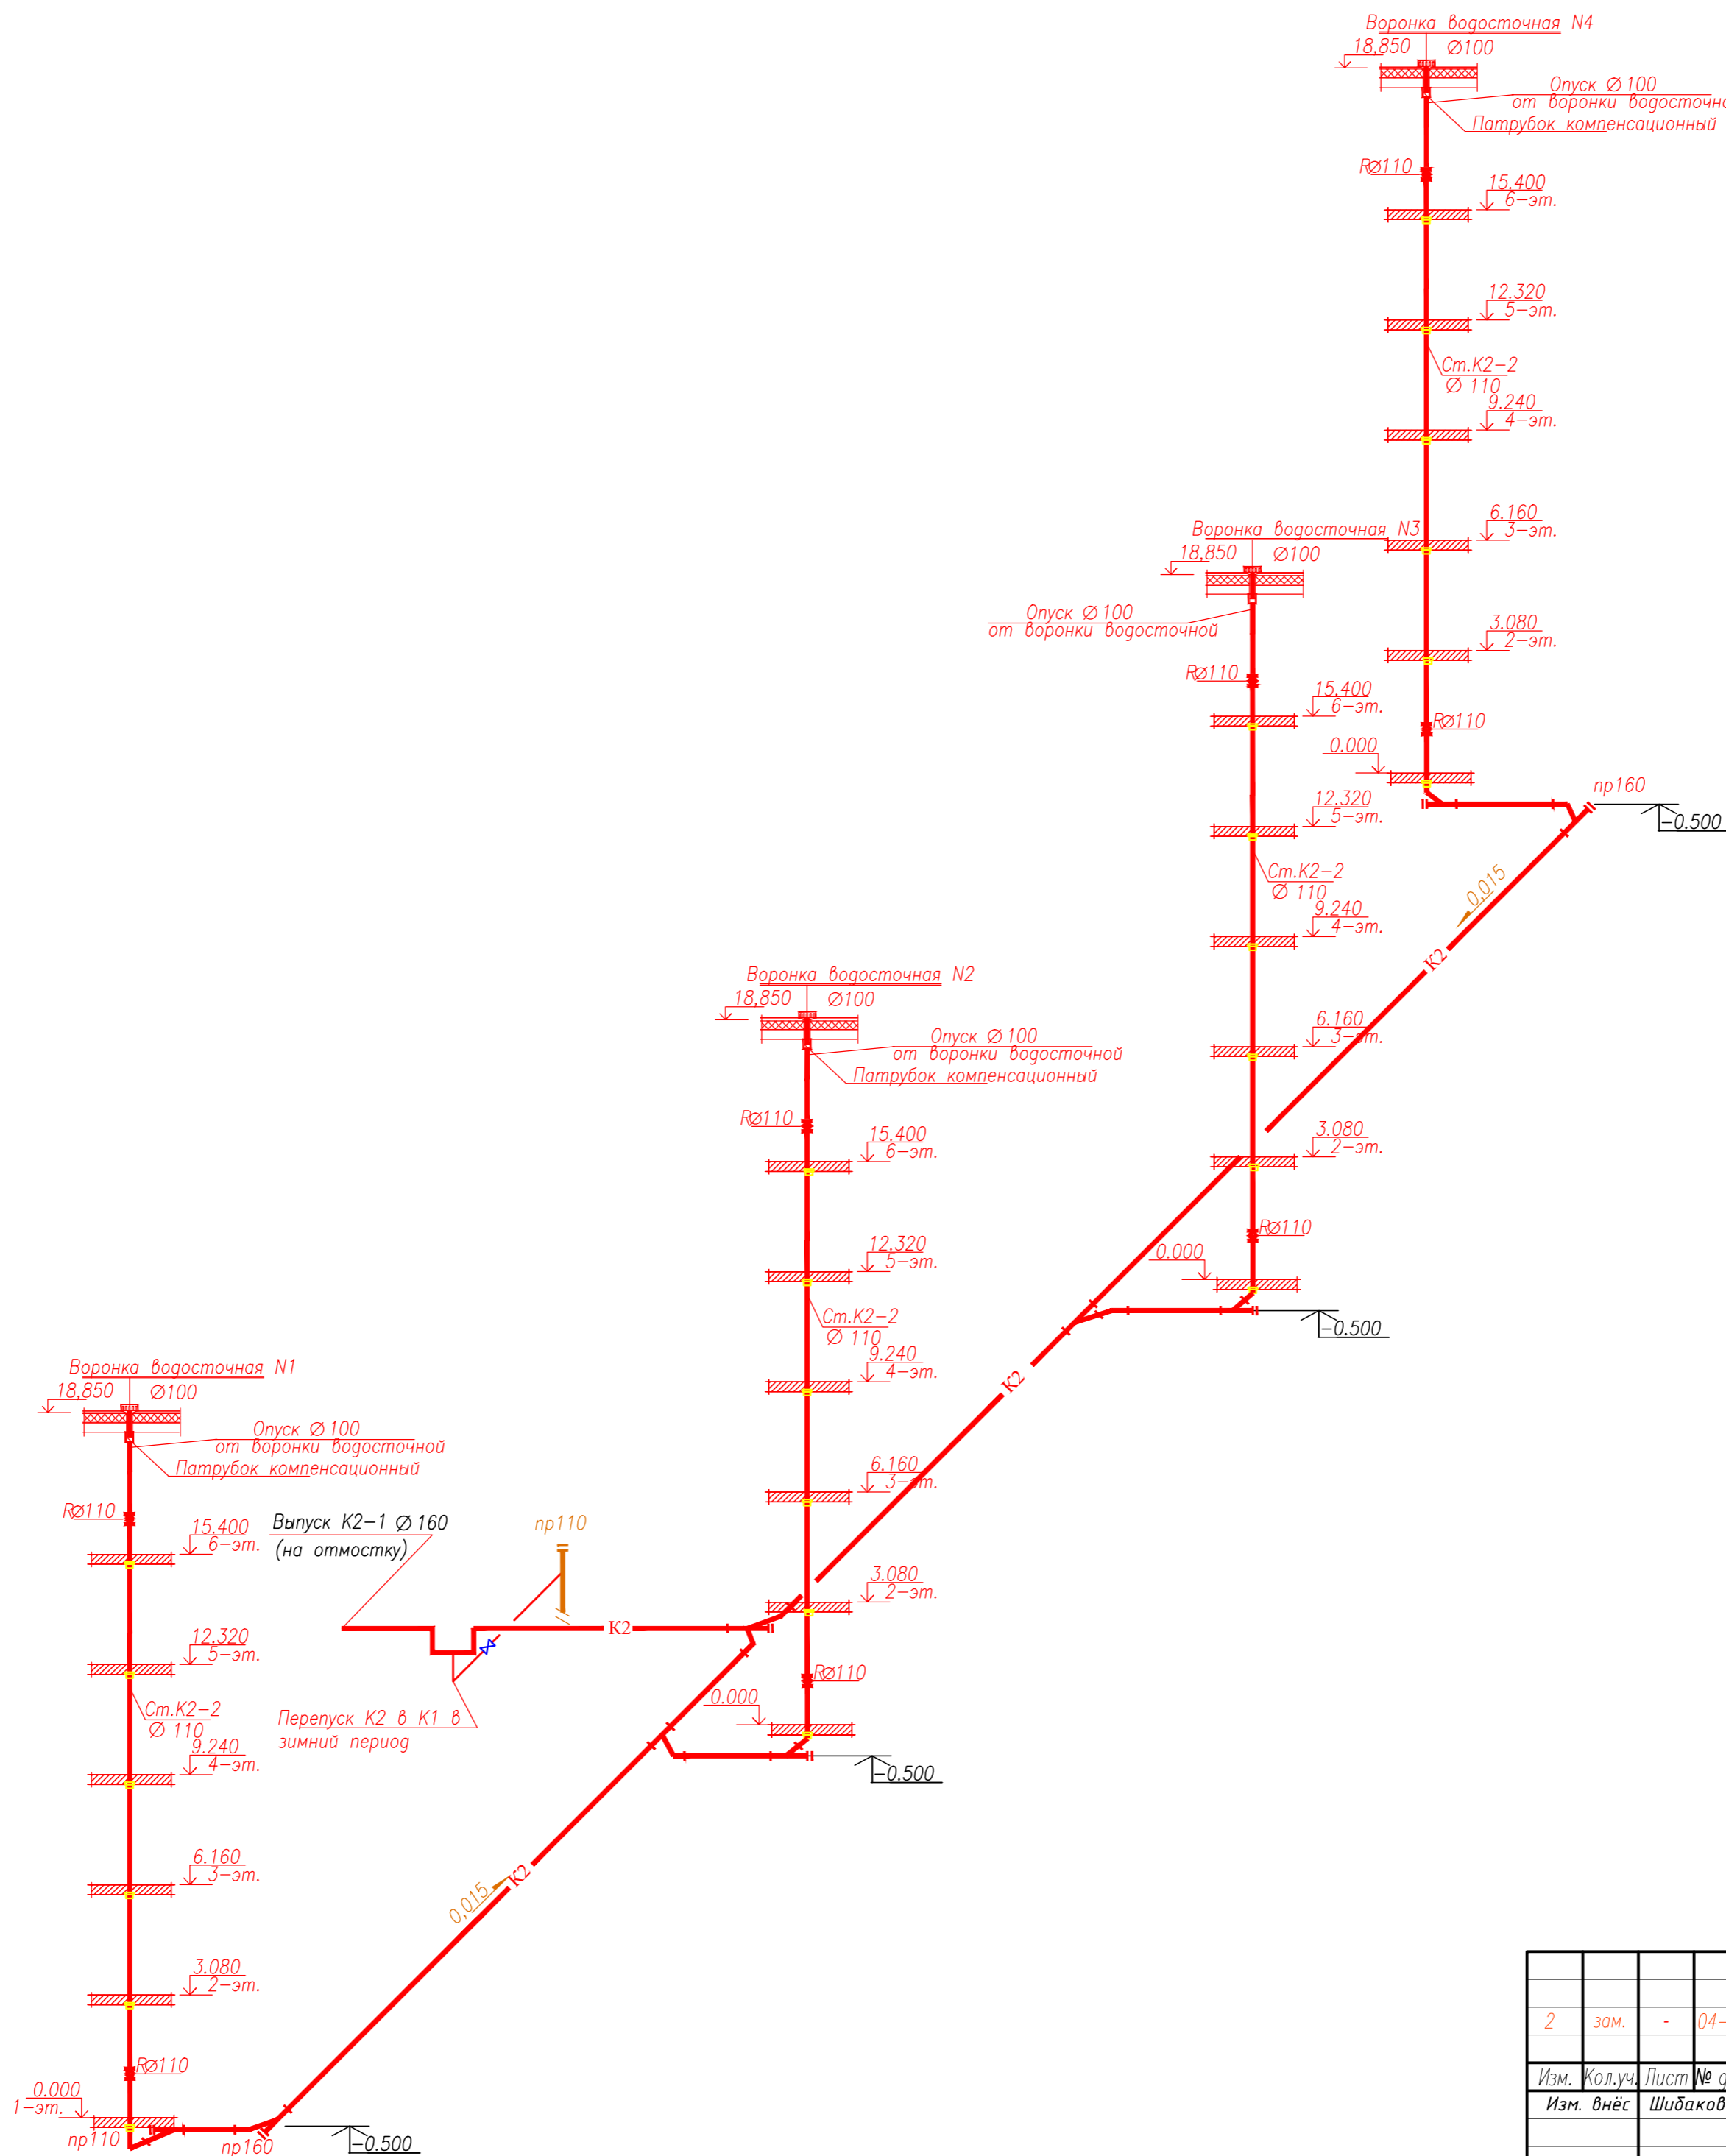 Воронка водосточная N4
18,850 Ø100
Опуск Ø 100
от воронки
Патрубок компенсационный
RØ110
15.400
6-эт.
12.320
5-эт.
Ст.К2-2
Ø 110
9.240
4-эт.
6.160
3-эт.
3.080
2-эт.
RØ110
0.000
пр160
-0.500
0,015
К2
Воронка водосточная N3
18,850 Ø100
Опуск Ø 100
от воронки водосточной
RØ110
15.400
6-эт.
12.320
5-эт.
Ст.К2-2
Ø 110
9.240
4-эт.
6.160
3-эт.
3.080
2-эт.
RØ110
0.000
-0.500
К2
Воронка водосточная N2
18,850 Ø100
Опуск Ø 100
от воронки водосточной
Патрубок компенсационный
RØ110
15.400
6-эт.
12.320
5-эт.
Ст.К2-2
Ø 110
9.240
4-эт.
6.160
3-эт.
3.080
2-эт.
RØ110
0.000
-0.500
Воронка водосточная N1
18,850 Ø100
Опуск Ø 100
от воронки водосточной
Патрубок компенсационный
RØ110
15.400
6-эт.
12.320
5-эт.
Ст.К2-2
Ø 110
9.240
4-эт.
6.160
3-эт.
3.080
2-эт.
RØ110
0.000
1-эт.
пр110
пр160
-0.500
Выпуск К2-1 Ø 160
(на отмостку)
пр110
К2
Перепуск К2 в К1 в
зимний период
0,015
К2
2 зам. - 04-
Изм. Кол.уч. Лист №
Изм. внёс Шибаков